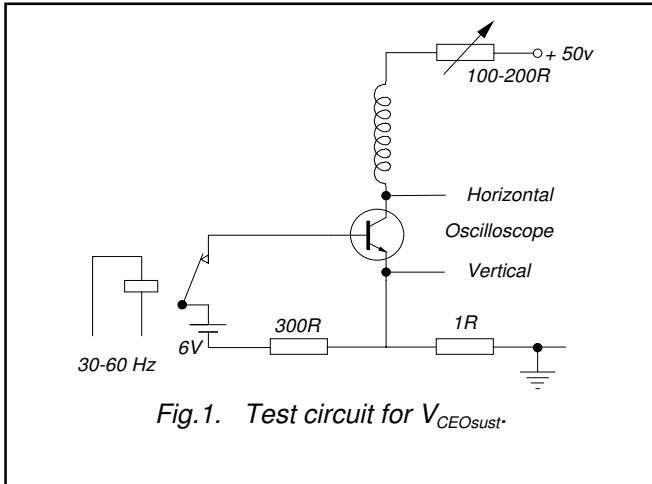 + 50v
100-200R
Horizontal
Oscilloscope
Vertical
300R
1R
6V
30-60 Hz
Fig.1. Test circuit for VCEOsust.